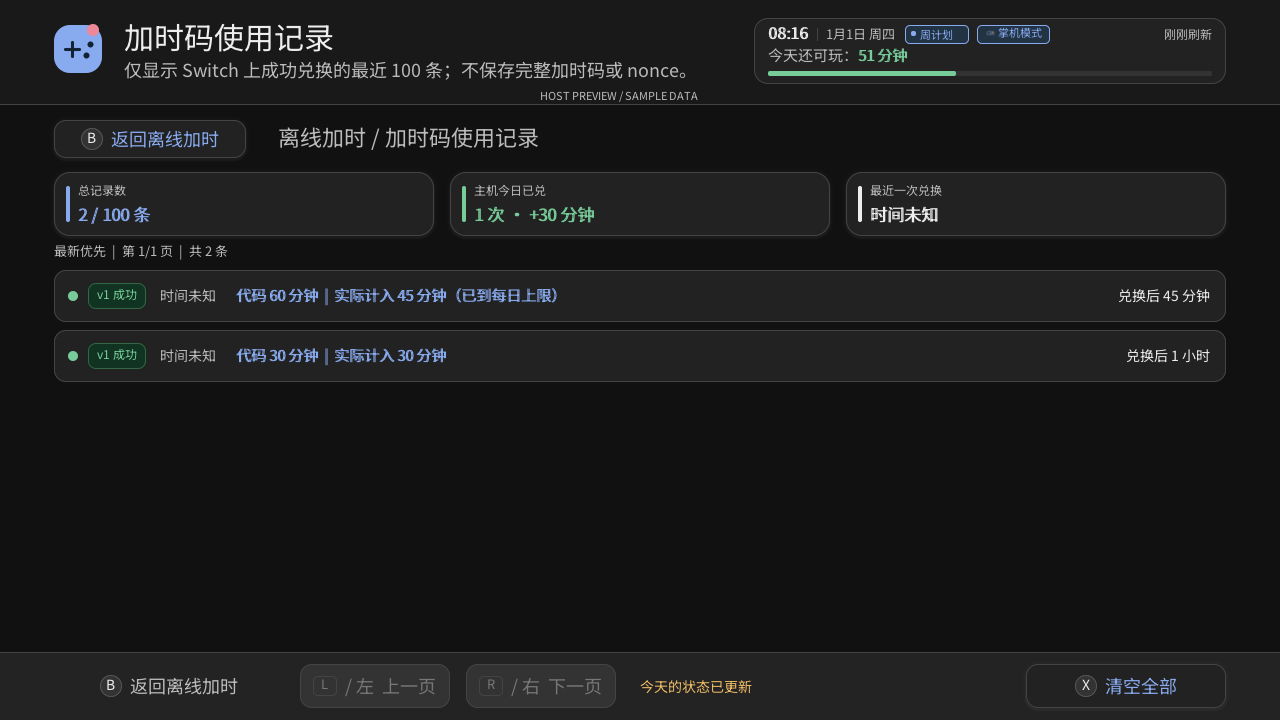 加时码使用记录
仅显示 Switch 上成功兑换的最近 100 条；不保存完整加时码或 nonce。
08:16 | 1月1日 周四 周计划 掌机模式 刚刚刷新
今天还可玩：51 分钟
HOST PREVIEW / SAMPLE DATA
B 返回离线加时
离线加时 / 加时码使用记录
总记录数
2 / 100 条
主机今日已兑
1 次 · +30 分钟
最近一次兑换
时间未知
最新优先 | 第 1/1 页 | 共 2 条
v1 成功 时间未知 代码 60 分钟 | 实际计入 45 分钟（已到每日上限） 兑换后 45 分钟
v1 成功 时间未知 代码 30 分钟 | 实际计入 30 分钟 兑换后 1 小时
B 返回离线加时 L / 左 上一页 R / 右 下一页 今天的状态已更新 X 清空全部